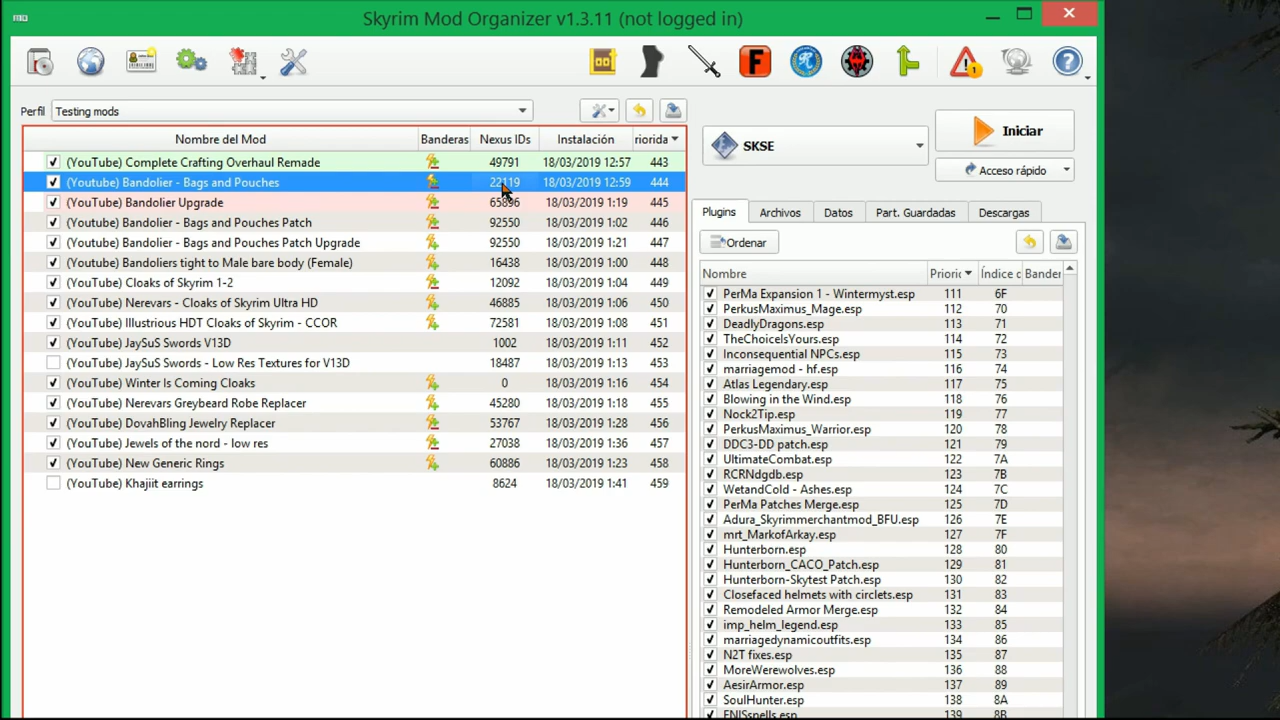 Skyrim Mod Organizer v1.3.11 (not logged in)
Perfil Testing mods
SKSE
Iniciar
Acceso rápido
Nombre del Mod Banderas Nexus IDs Instalación riorida
(YouTube) Complete Crafting Overhaul Remade 49791 18/03/2019 12:57 443
(Youtube) Bandolier - Bags and Pouches 22119 18/03/2019 12:59 444
(YouTube) Bandolier Upgrade 18/03/2019 1:19 445
(Youtube) Bandolier - Bags and Pouches Patch 92550 18/03/2019 1:02 446
(Youtube) Bandolier - Bags and Pouches Patch Upgrade 92550 18/03/2019 1:21 447
(YouTube) Bandoliers tight to Male bare body (Female) 16438 18/03/2019 1:00 448
(YouTube) Cloaks of Skyrim 1-2 12092 18/03/2019 1:04 449
(YouTube) Nerevars - Cloaks of Skyrim Ultra HD 46885 18/03/2019 1:06 450
(YouTube) Illustrious HDT Cloaks of Skyrim - CCOR 72581 18/03/2019 1:08 451
(YouTube) JaySuS Swords V13D 1002 18/03/2019 1:11 452
(YouTube) JaySuS Swords - Low Res Textures for V13D 18487 18/03/2019 1:13 453
(YouTube) Winter Is Coming Cloaks 0 18/03/2019 1:16 454
(YouTube) Nerevars Greybeard Robe Replacer 45280 18/03/2019 1:18 455
(YouTube) DovahBling Jewelry Replacer 53767 18/03/2019 1:28 456
(YouTube) Jewels of the nord - low res 27038 18/03/2019 1:36 457
(YouTube) New Generic Rings 60886 18/03/2019 1:23 458
(YouTube) Khajiit earrings 8624 18/03/2019 1:41 459
Plugins Archivos Datos Part. Guardadas Descargas
Ordenar
Nombre Prioric Índice c Bander
PerMa Expansion 1 - Wintermyst.esp 111 6F
PerkusMaximus_Mage.esp 112 70
DeadlyDragons.esp 113 71
TheChoiceIsYours.esp 114 72
Inconsequential NPCs.esp 115 73
marriagemod - hf.esp 116 74
Atlas Legendary.esp 117 75
Blowing in the Wind.esp 118 76
Nock2Tip.esp 119 77
PerkusMaximus_Warrior.esp 120 78
DDC3-DD patch.esp 121 79
UltimateCombat.esp 122 7A
RCRNdgdb.esp 123 7B
WetandCold - Ashes.esp 124 7C
PerMa Patches Merge.esp 125 7D
Adura_Skyrimmerchantmod_BFU.esp 126 7E
mrt_MarkofArkay.esp 127 7F
Hunterborn.esp 128 80
Hunterborn_CACO_Patch.esp 129 81
Hunterborn-Skytest Patch.esp 130 82
Closefaced helmets with circlets.esp 131 83
Remodeled Armor Merge.esp 132 84
imp_helm_legend.esp 133 85
marriagedynamicoutfits.esp 134 86
N2T fixes.esp 135 87
MoreWerewolves.esp 136 88
AesirArmor.esp 137 89
SoulHunter.esp 138 8A
FNISspells.esp 139 8B